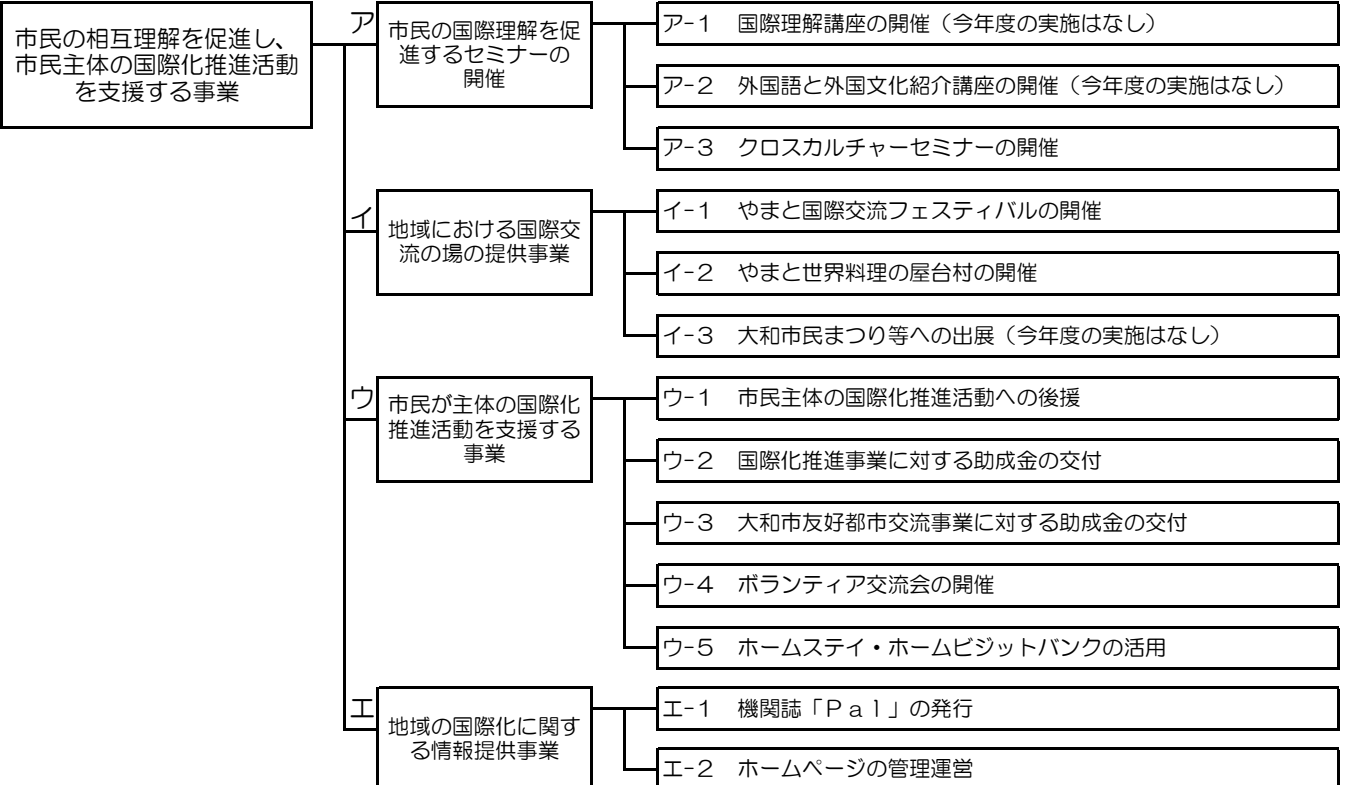 市民の相互理解を促進し、
市民主体の国際化推進活動
を支援する事業
ア
市民の国際理解を促
進するセミナーの
開催
ア-1　国際理解講座の開催（今年度の実施はなし）
ア-2　外国語と外国文化紹介講座の開催（今年度の実施はなし）
ア-3　クロスカルチャーセミナーの開催
イ
地域における国際交
流の場の提供事業
イ-1　やまと国際交流フェスティバルの開催
イ-2　やまと世界料理の屋台村の開催
イ-3　大和市民まつり等への出展（今年度の実施はなし）
ウ
市民が主体の国際化
推進活動を支援する
事業
ウ-1　市民主体の国際化推進活動への後援
ウ-2　国際化推進事業に対する助成金の交付
ウ-3　大和市友好都市交流事業に対する助成金の交付
ウ-4　ボランティア交流会の開催
ウ-5　ホームステイ・ホームビジットバンクの活用
エ
地域の国際化に関す
る情報提供事業
エ-1　機関誌「Ｐａｌ」の発行
エ-2　ホームページの管理運営